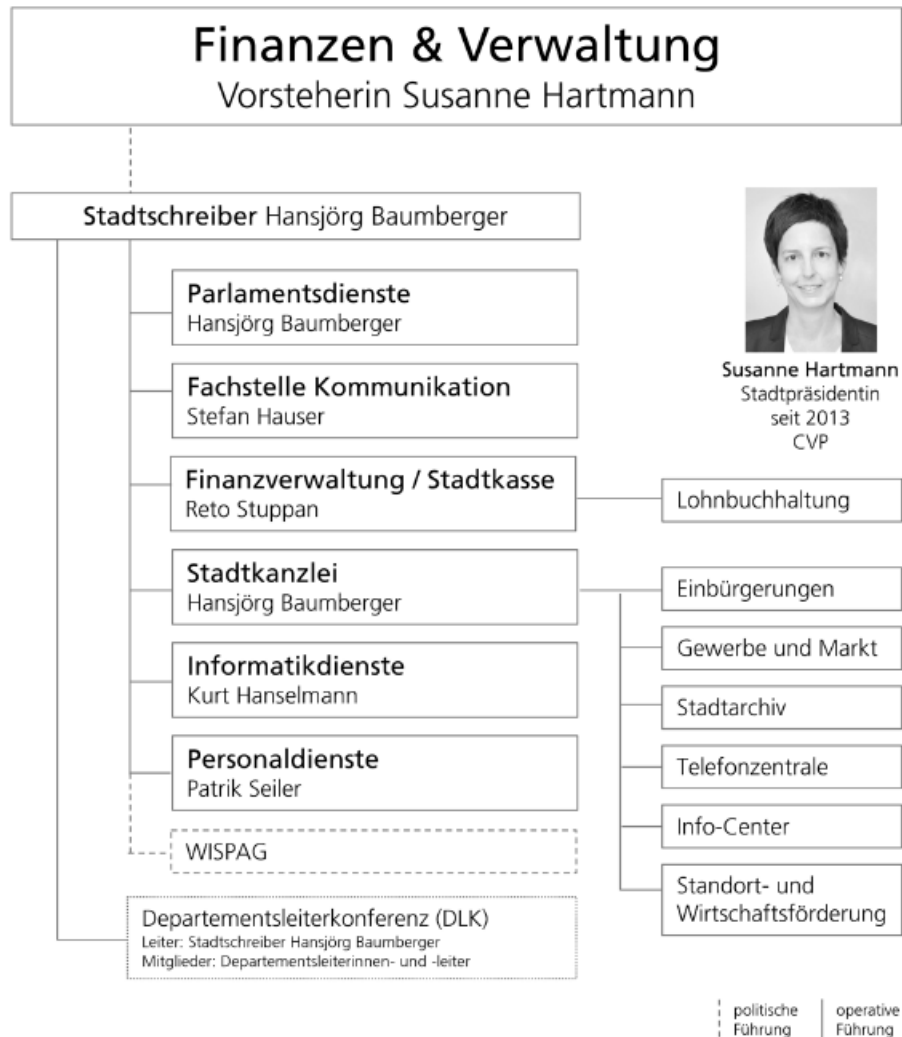 Finanzen & Verwaltung
Vorsteherin Susanne Hartmann
Stadtschreiber Hansjörg Baumberger
Parlamentsdienste
Hansjörg Baumberger
Fachstelle Kommunikation
Stefan Hauser
Finanzverwaltung / Stadtkasse
Reto Stuppan
Stadtkanzlei
Hansjörg Baumberger
Informatikdienste
Kurt Hanselmann
Personaldienste
Patrik Seiler
WISPAG
Departementsleiterkonferenz (DLK)
Leiter: Stadtschreiber Hansjörg Baumberger
Mitglieder: Departementsleiterinnen- und -leiter
Susanne Hartmann
Stadtpräsidentin
seit 2013
CVP
Lohnbuchhaltung
Einbürgerungen
Gewerbe und Markt
Stadtarchiv
Telefonzentrale
Info-Center
Standort- und
Wirtschaftsförderung
politische
Führung
operative
Führung